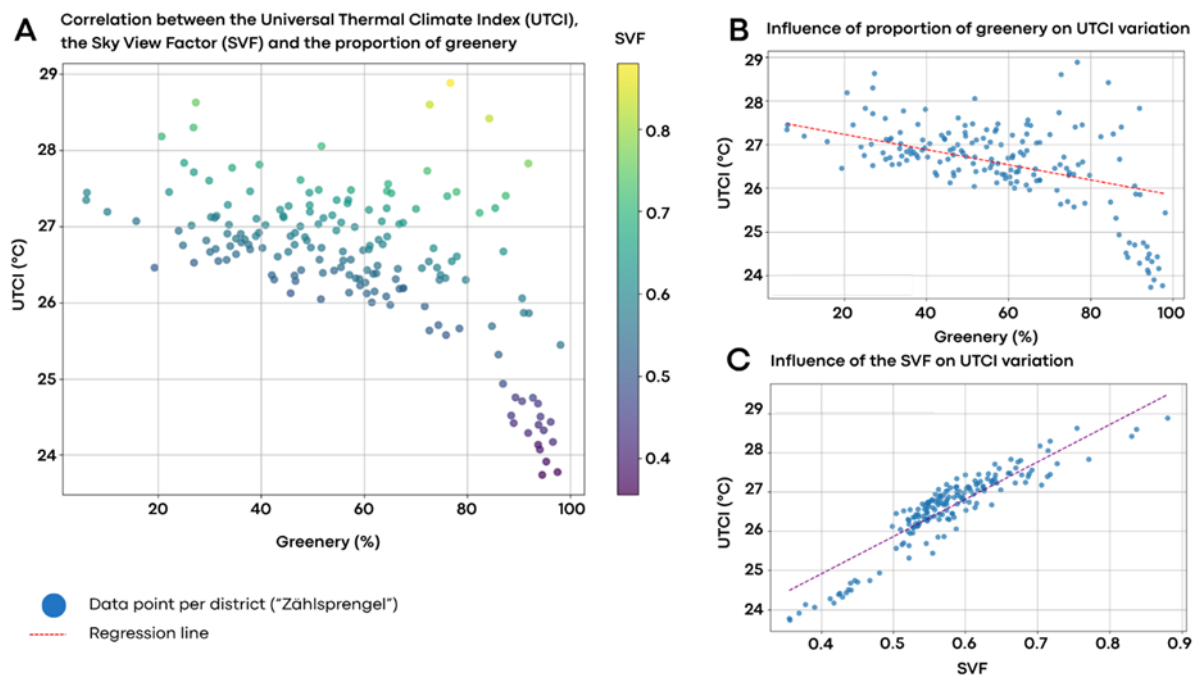 A
Correlation between the Universal Thermal Climate Index (UTCI),
the Sky View Factor (SVF) and the proportion of greenery
SVF
29
28
27
26
25
24
UTCI (°C)
20
40
60
80
100
Greenery (%)
0.8
0.7
0.6
0.5
0.4
Data point per district (“Zählsprengel”)
Regression line
B
Influence of proportion of greenery on UTCI variation
29
28
27
26
25
24
UTCI (°C)
20
40
60
80
100
Greenery (%)
C
Influence of the SVF on UTCI variation
29
28
27
26
25
24
UTCI (°C)
0.4
0.5
0.6
0.7
0.8
0.9
SVF